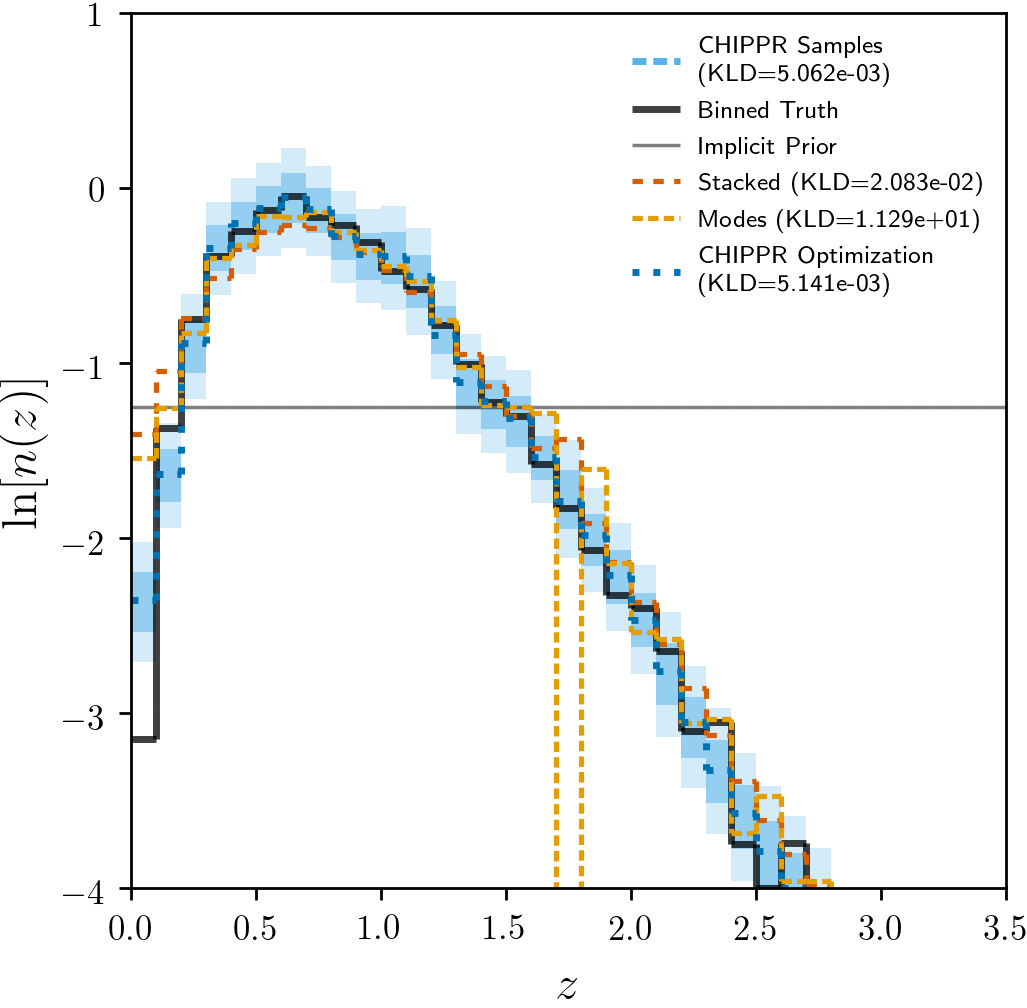 1
0
−1
−2
−3
−4
ln[n(z)]
CHIPPR Samples
(KLD=5.062e-03)
Binned Truth
Implicit Prior
Stacked (KLD=2.083e-02)
Modes (KLD=1.129e+01)
CHIPPR Optimization
(KLD=5.141e-03)
0.0 0.5 1.0 1.5 2.0 2.5 3.0 3.5
z